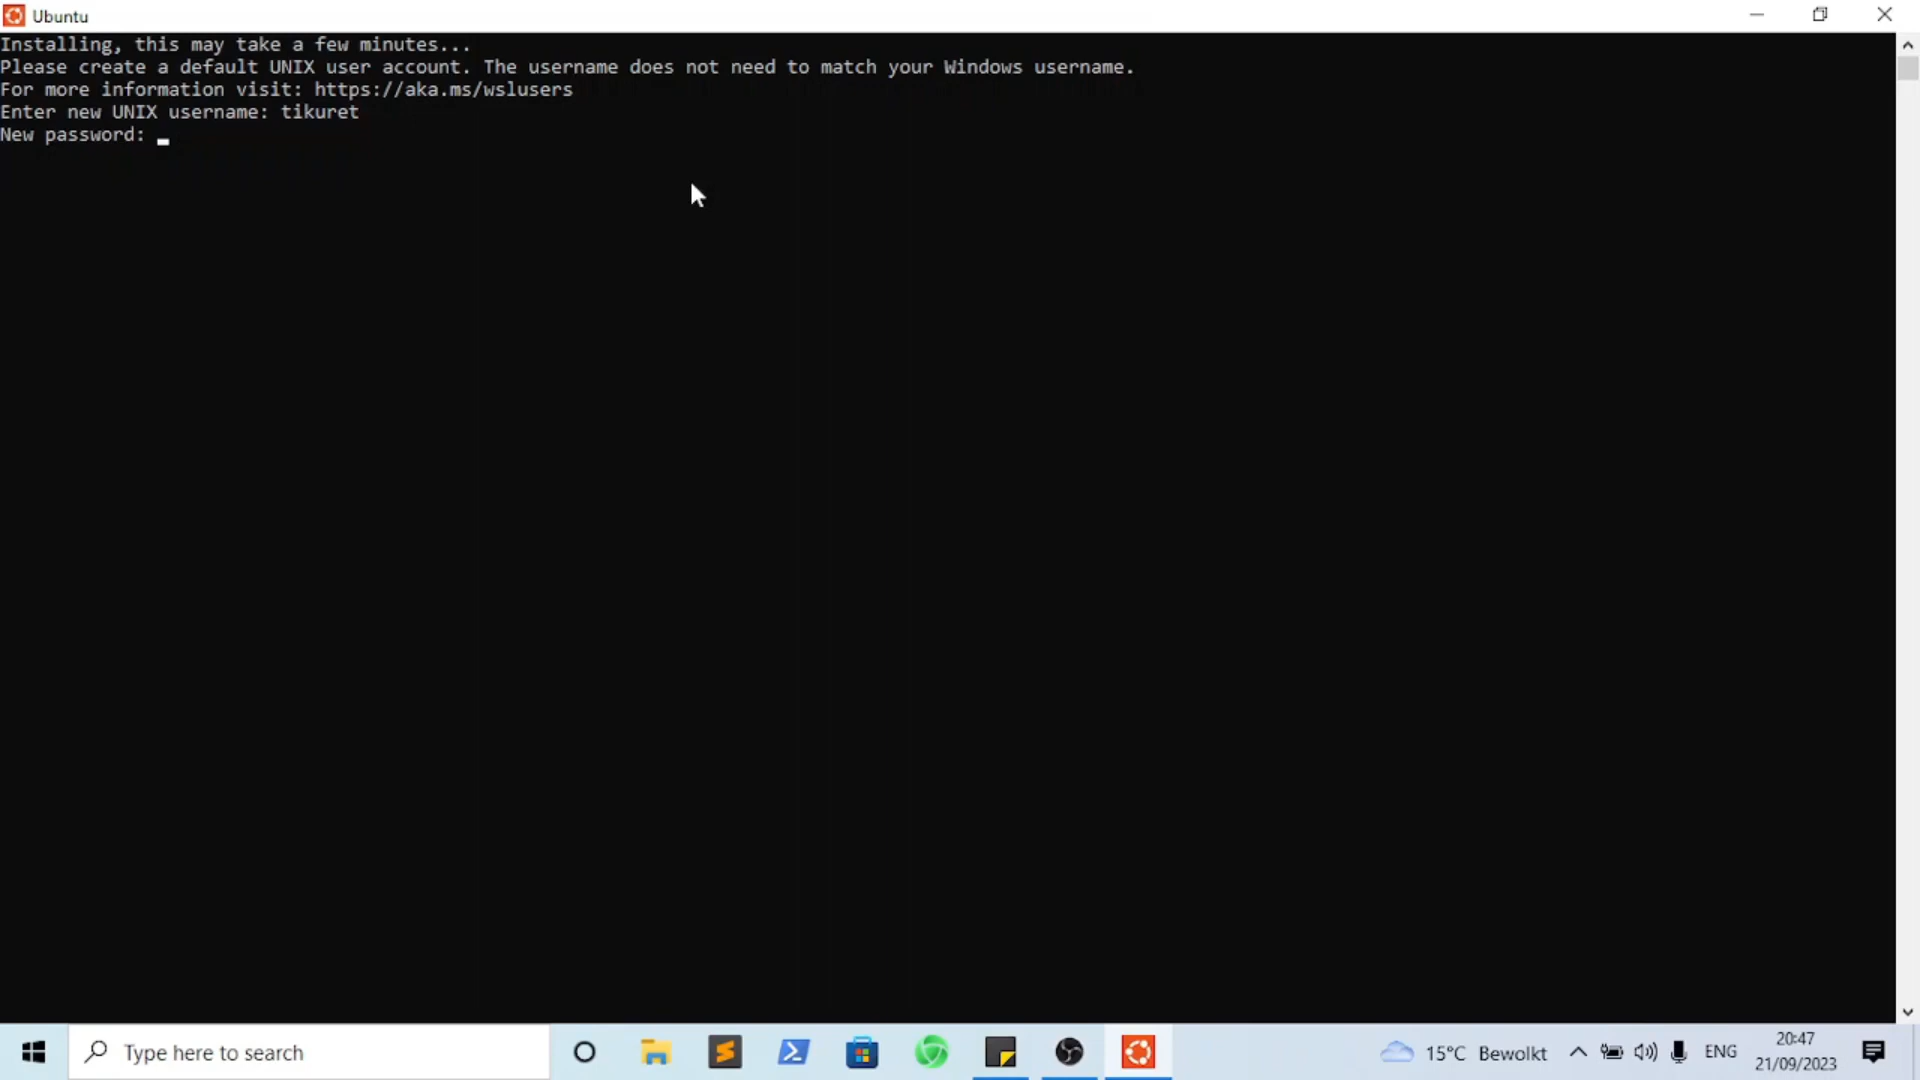 Ubuntu
Installing, this may take a few minutes...
Please create a default UNIX user account. The username does not need to match your Windows username.
For more information visit: https://aka.ms/wslusers
Enter new UNIX username: tikuret
New password:
Type here to search
15°C Bewolkt
ENG
20:47
21/09/2023